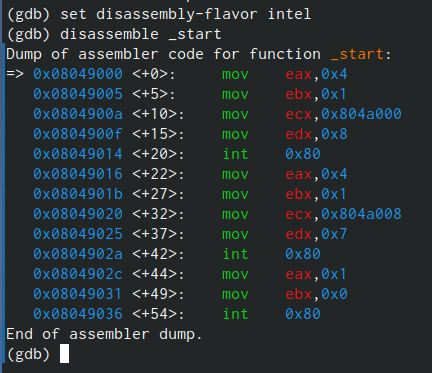 (gdb) set disassembly-flavor intel
(gdb) disassemble _start
Dump of assembler code for function _start:
=> 0x08049000 <+0>:     mov    eax,0x4
   0x08049005 <+5>:     mov    ebx,0x1
   0x0804900a <+10>:    mov    ecx,0x804a000
   0x0804900f <+15>:    mov    edx,0x8
   0x08049014 <+20>:    int    0x80
   0x08049016 <+22>:    mov    eax,0x4
   0x0804901b <+27>:    mov    ebx,0x1
   0x08049020 <+32>:    mov    ecx,0x804a008
   0x08049025 <+37>:    mov    edx,0x7
   0x0804902a <+42>:    int    0x80
   0x0804902c <+44>:    mov    eax,0x1
   0x08049031 <+49>:    mov    ebx,0x0
   0x08049036 <+54>:    int    0x80
End of assembler dump.
(gdb)